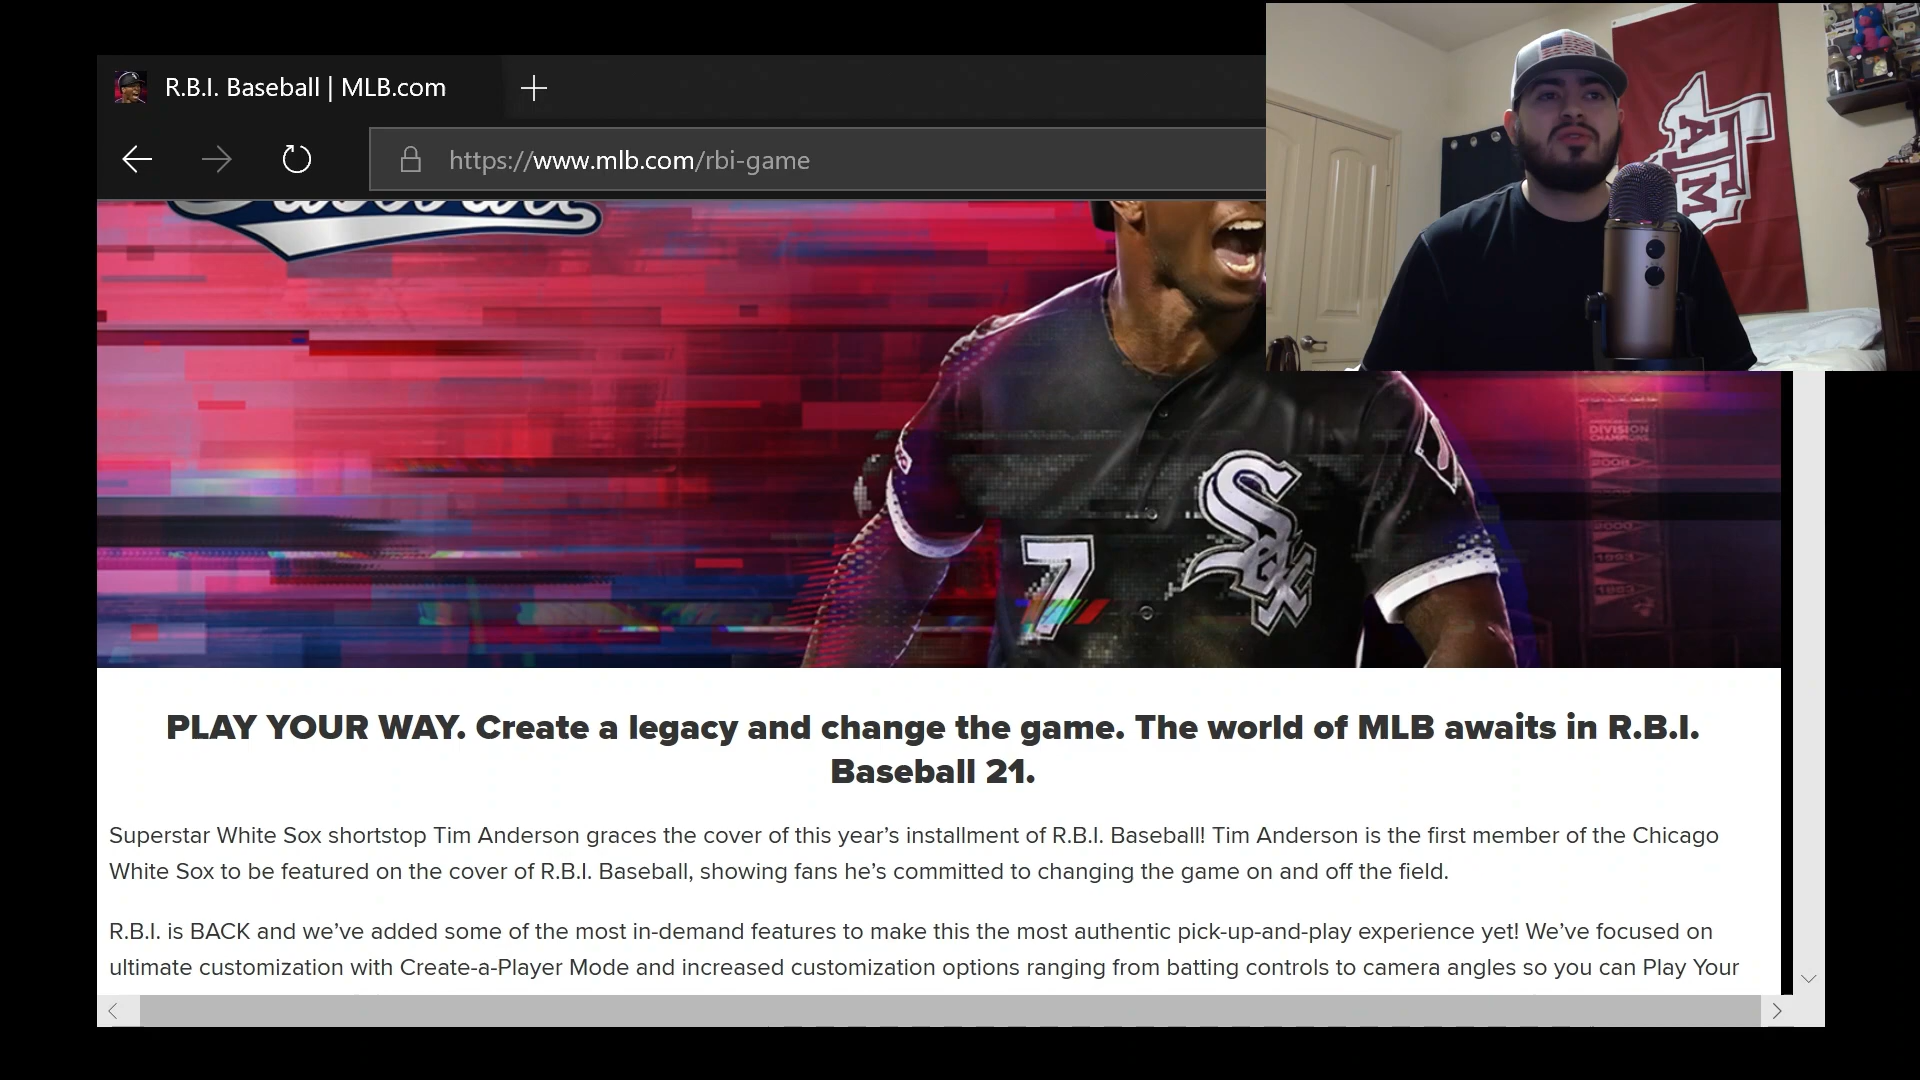 R.B.I. Baseball | MLB.com
https://www.mlb.com/rbi-game
ATM
DIVISION
CHAMPIONS
7
Sox
PLAY YOUR WAY. Create a legacy and change the game. The world of MLB awaits in R.B.I.
Baseball 21.
Superstar White Sox shortstop Tim Anderson graces the cover of this year’s installment of R.B.I. Baseball! Tim Anderson is the first member of the Chicago
White Sox to be featured on the cover of R.B.I. Baseball, showing fans he’s committed to changing the game on and off the field.
R.B.I. is BACK and we’ve added some of the most in-demand features to make this the most authentic pick-up-and-play experience yet! We’ve focused on
ultimate customization with Create-a-Player Mode and increased customization options ranging from batting controls to camera angles so you can Play Your